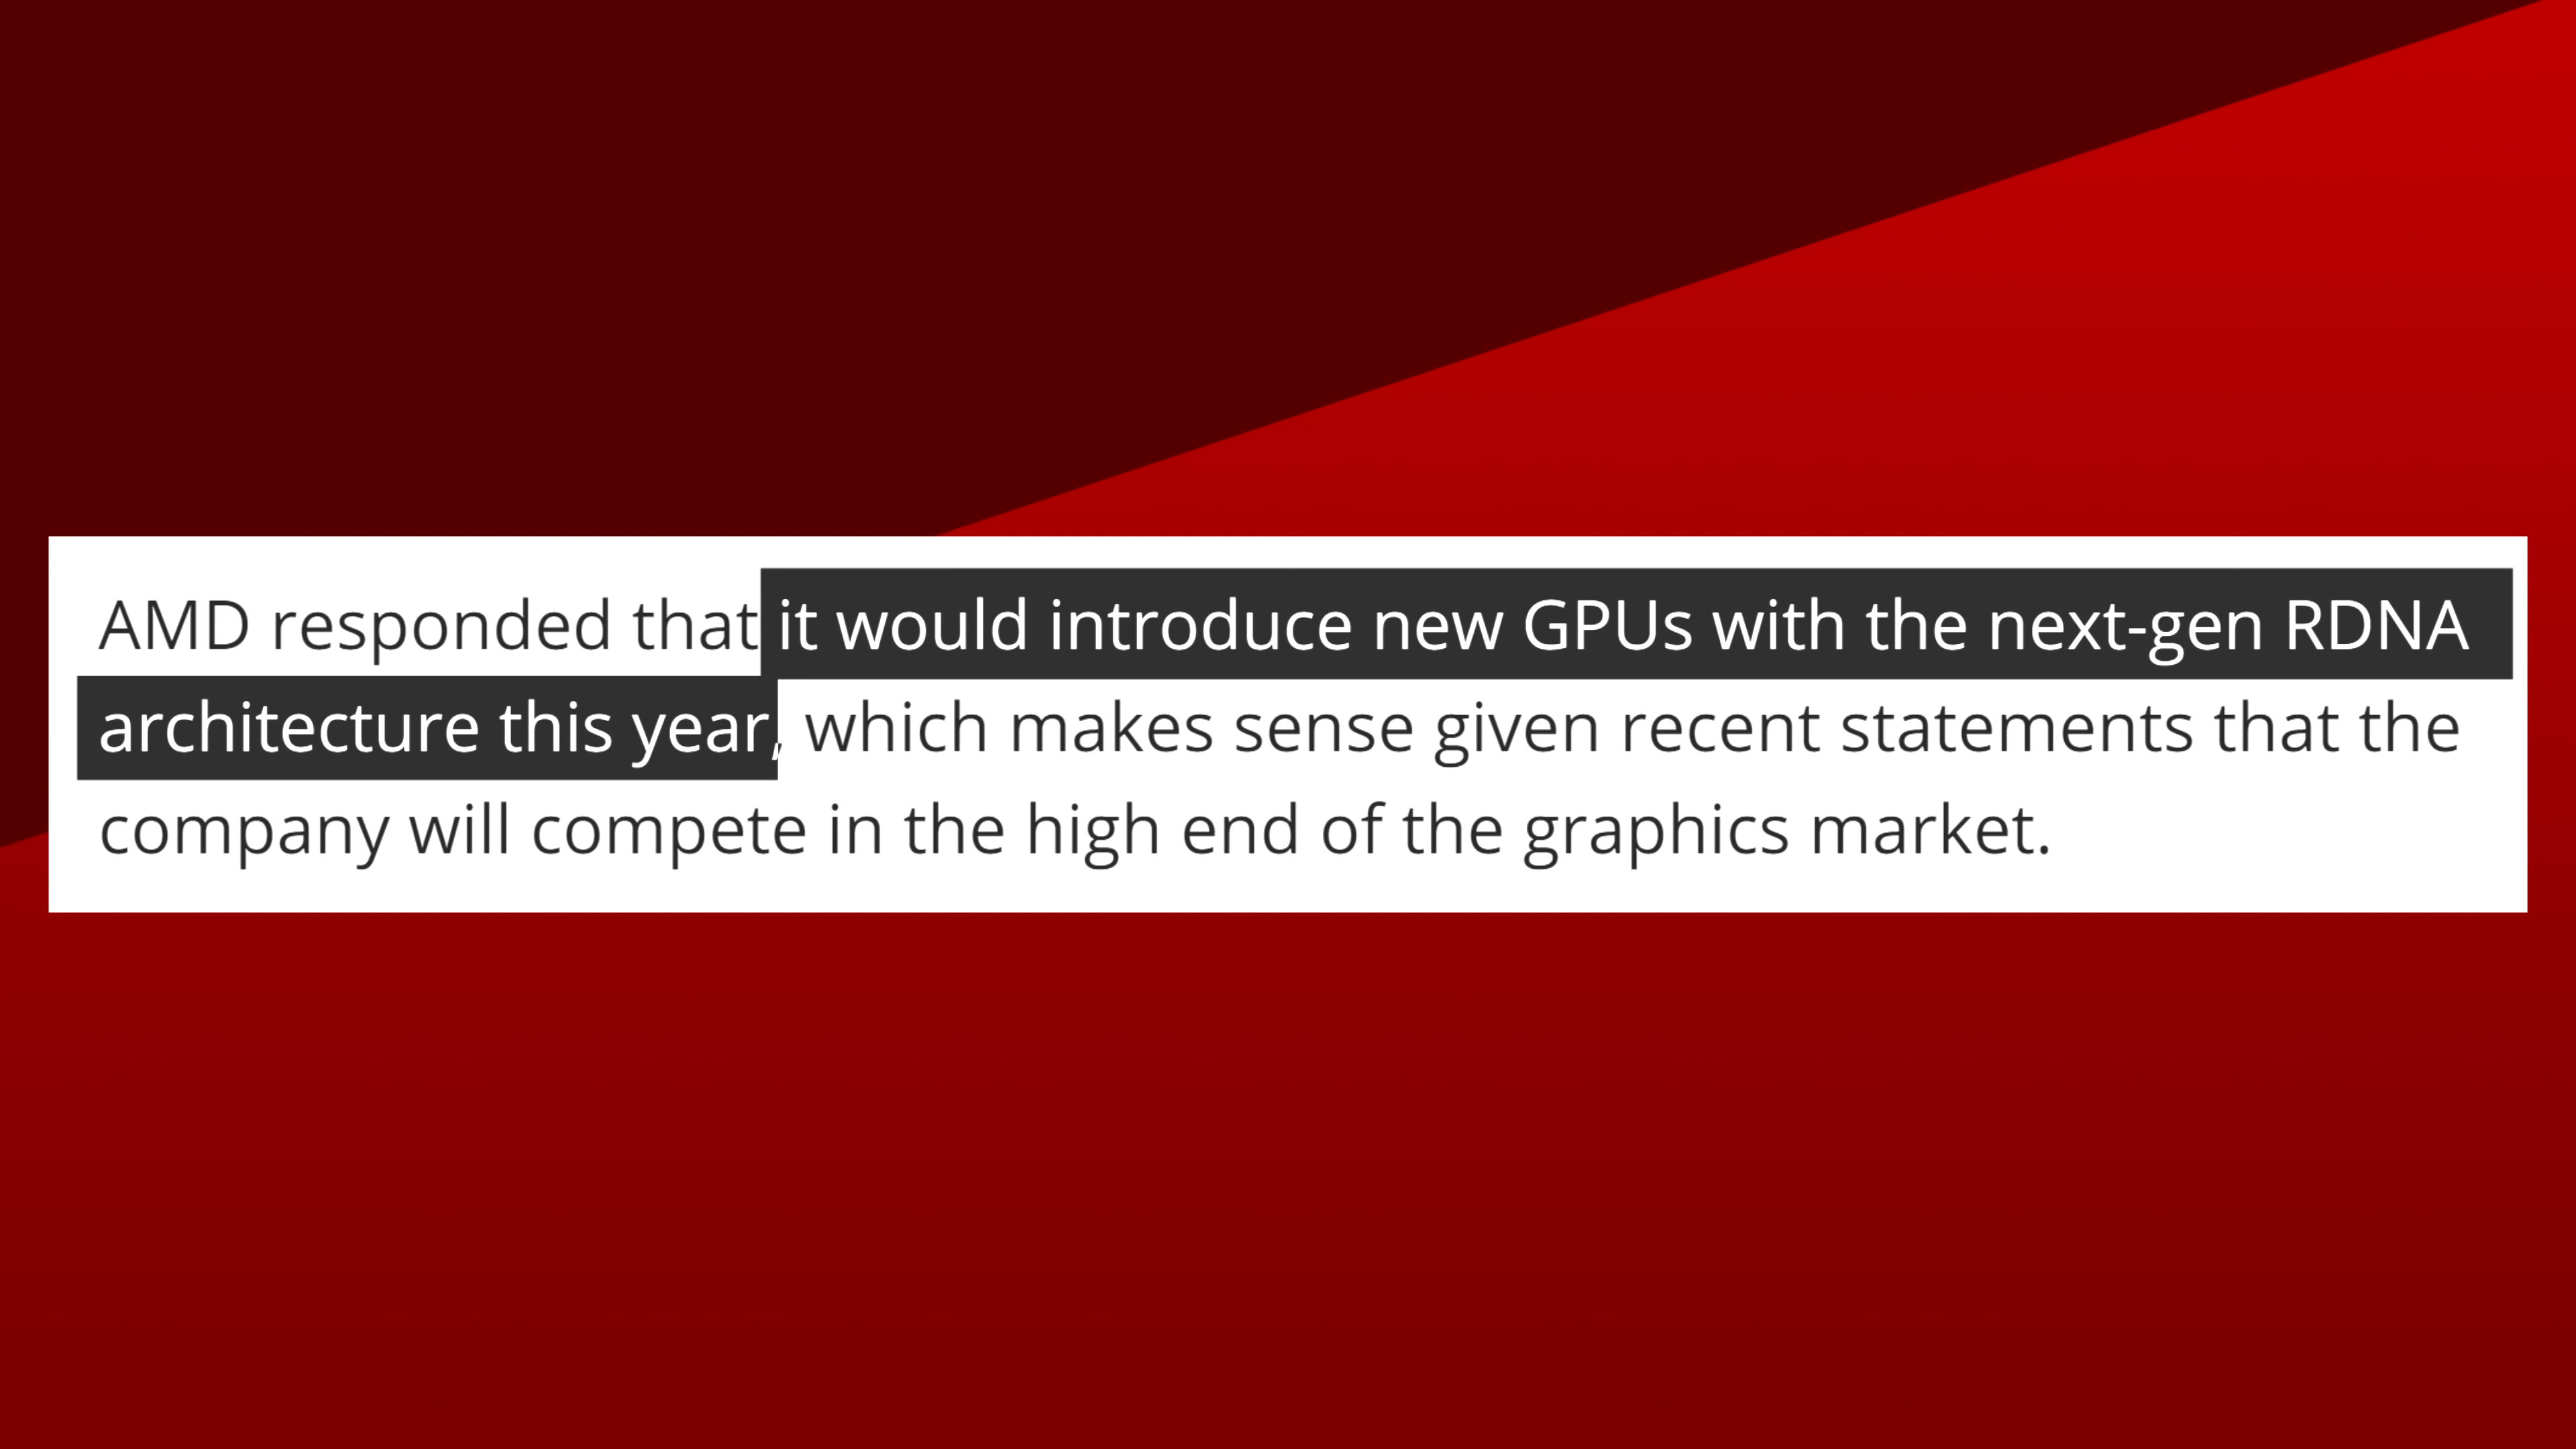 AMD responded that it would introduce new GPUs with the next-gen RDNA
architecture this year, which makes sense given recent statements that the
company will compete in the high end of the graphics market.